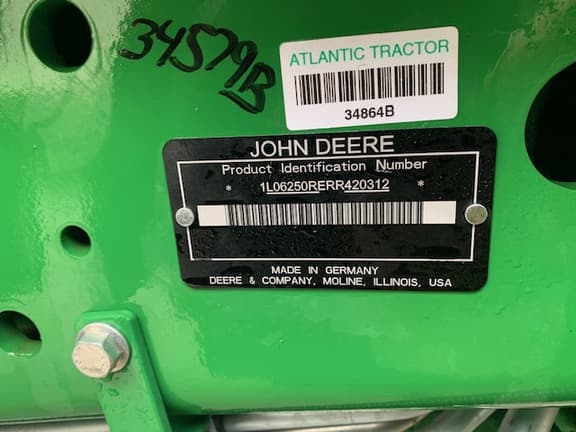 34579B
ATLANTIC TRACTOR
34864B
JOHN DEERE
Product Identification Number
* 1L06250RERR420312 *
MADE IN GERMANY
DEERE & COMPANY, MOLINE, ILLINOIS, USA